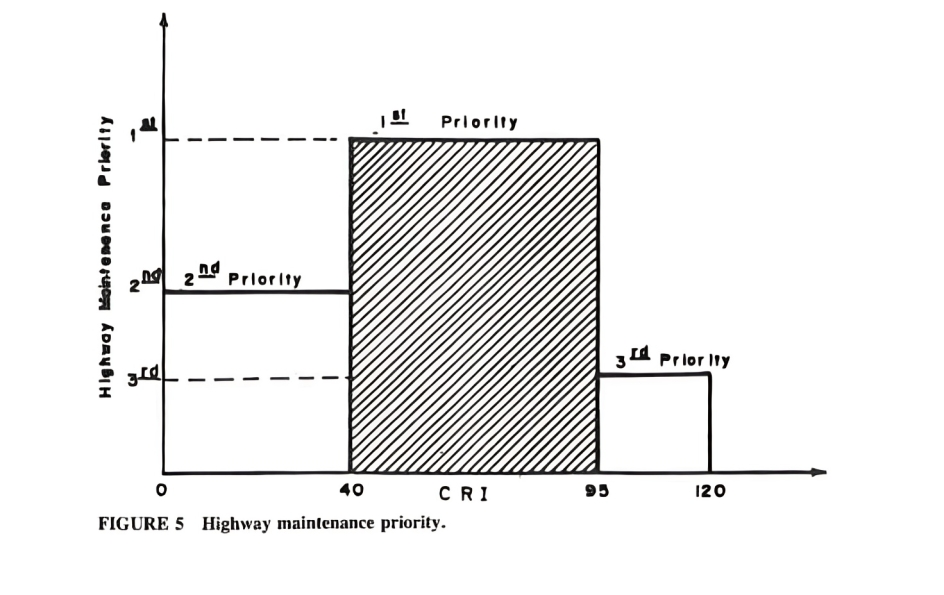 1st Priority
1st
2nd
2nd Priority
3rd Priority
3rd
Highway Maintenence Priority
0
40
CRI
95
120
FIGURE 5 Highway maintenance priority.